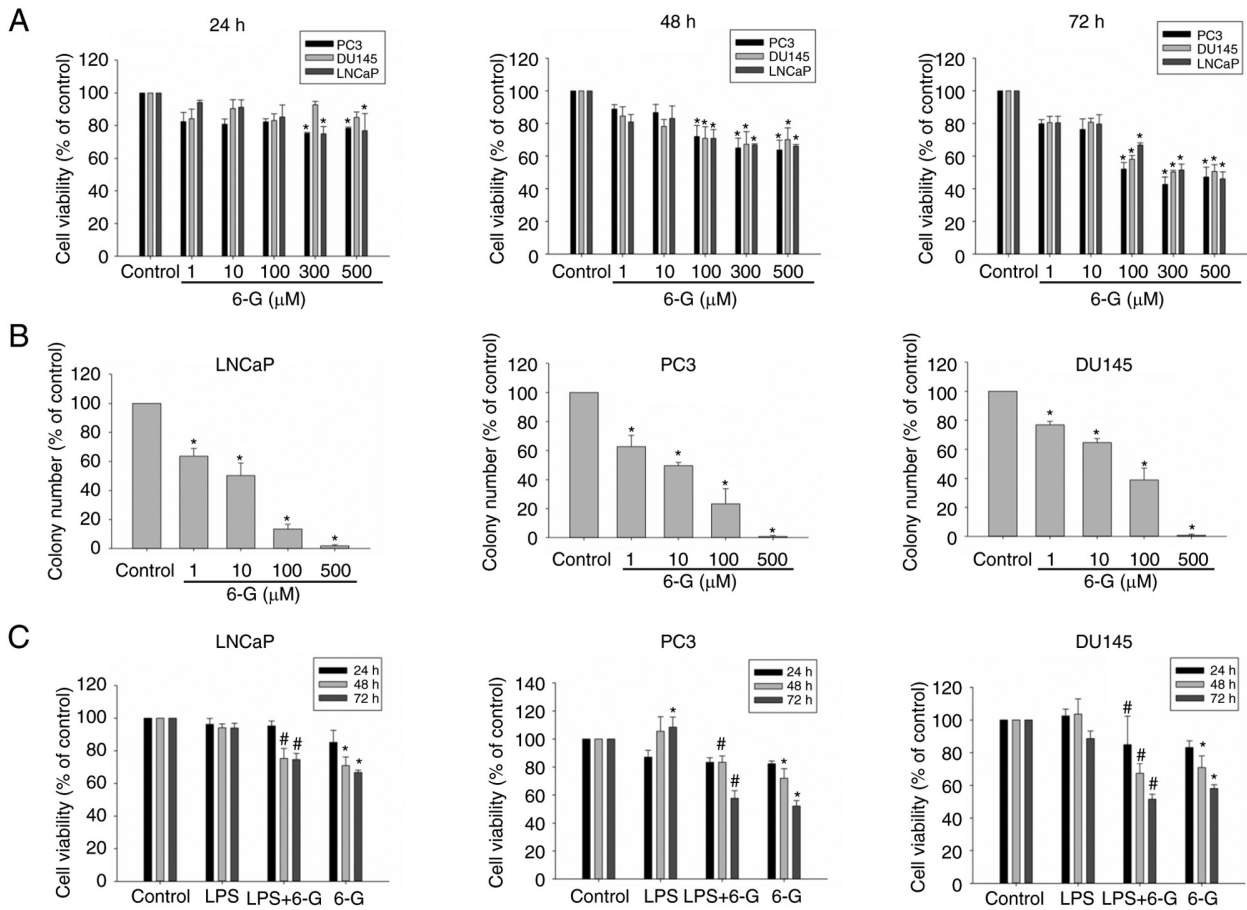 A
24 h
PC3
DU145
LNCaP
Cell viability (% of control)
120
100
80
60
40
20
0
* * * *
Control 1 10 100 300 500
6-G (µM)
48 h
PC3
DU145
LNCaP
Cell viability (% of control)
120
100
80
60
40
20
0
* * * * * * * * *
Control 1 10 100 300 500
6-G (µM)
72 h
PC3
DU145
LNCaP
Cell viability (% of control)
120
100
80
60
40
20
0
* * * * * * * * *
Control 1 10 100 300 500
6-G (µM)
B
LNCaP
Colony number (% of control)
120
100
80
60
40
20
0
* * * *
Control 1 10 100 500
6-G (µM)
PC3
Colony number (% of control)
120
100
80
60
40
20
0
* * * *
Control 1 10 100 500
6-G (µM)
DU145
Colony number (% of control)
120
100
80
60
40
20
0
* * * *
Control 1 10 100 500
6-G (µM)
C
LNCaP
24 h
48 h
72 h
Cell viability (% of control)
120
100
80
60
40
20
0
# # * *
Control LPS LPS+6-G 6-G
PC3
24 h
48 h
72 h
Cell viability (% of control)
140
120
100
80
60
40
20
0
* # # * *
Control LPS LPS+6-G 6-G
DU145
24 h
48 h
72 h
Cell viability (% of control)
120
100
80
60
40
20
0
# # # * *
Control LPS LPS+6-G 6-G